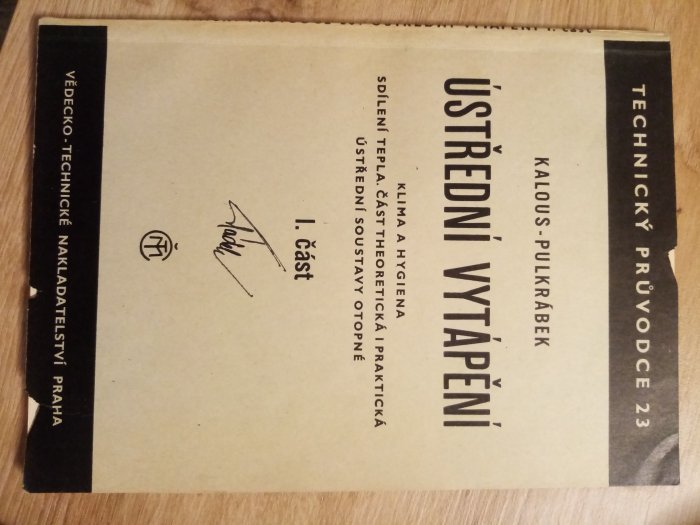 TECHNICKÝ PRŮVODCE 23
KALOUS-PULKRÁBEK
ÚSTŘEDNÍ VYTÁPĚNÍ
KLIMA A HYGIENA
SDÍLENÍ TEPLA. ČÁST THEORETICKÁ I PRAKTICKÁ
ÚSTŘEDNÍ SOUSTAVY OTOPNÉ
I. část
VĚDECKO-TECHNICKÉ NAKLADATELSTVÍ PRAHA